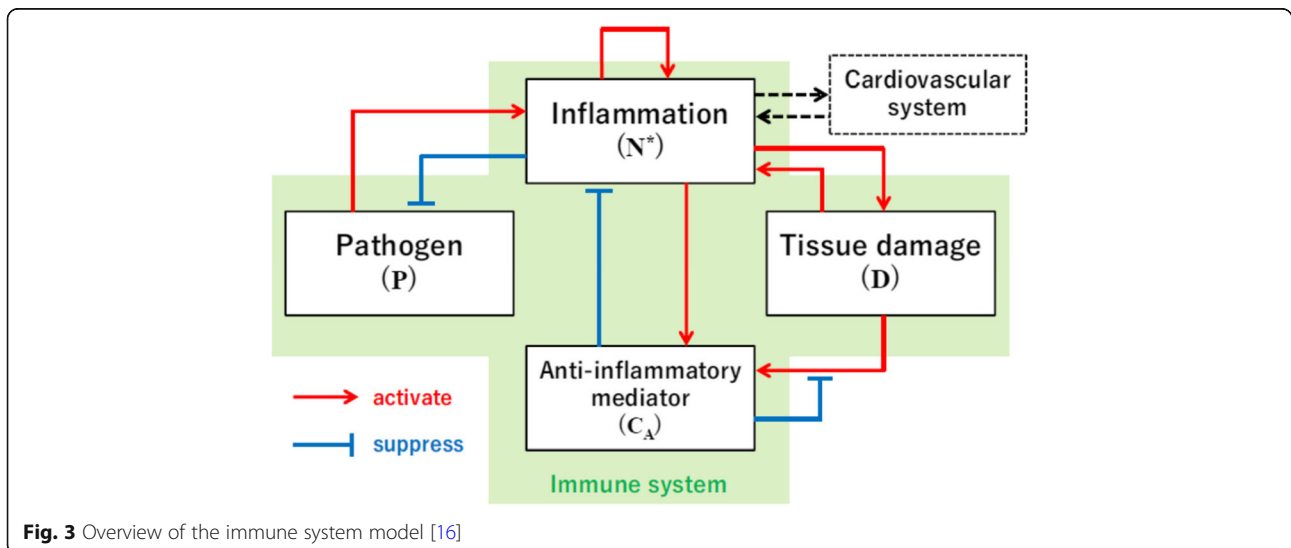 Inflammation
(N*)
Cardiovascular
system
Pathogen
(P)
Tissue damage
(D)
Anti-inflammatory
mediator
(C_A)
activate
suppress
Immune system
Fig. 3 Overview of the immune system model [16]